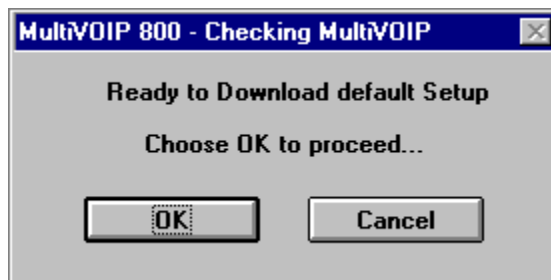 MultiVOIP 800 - Checking MultiVOIP
Ready to Download default Setup
Choose OK to proceed...
OK
Cancel